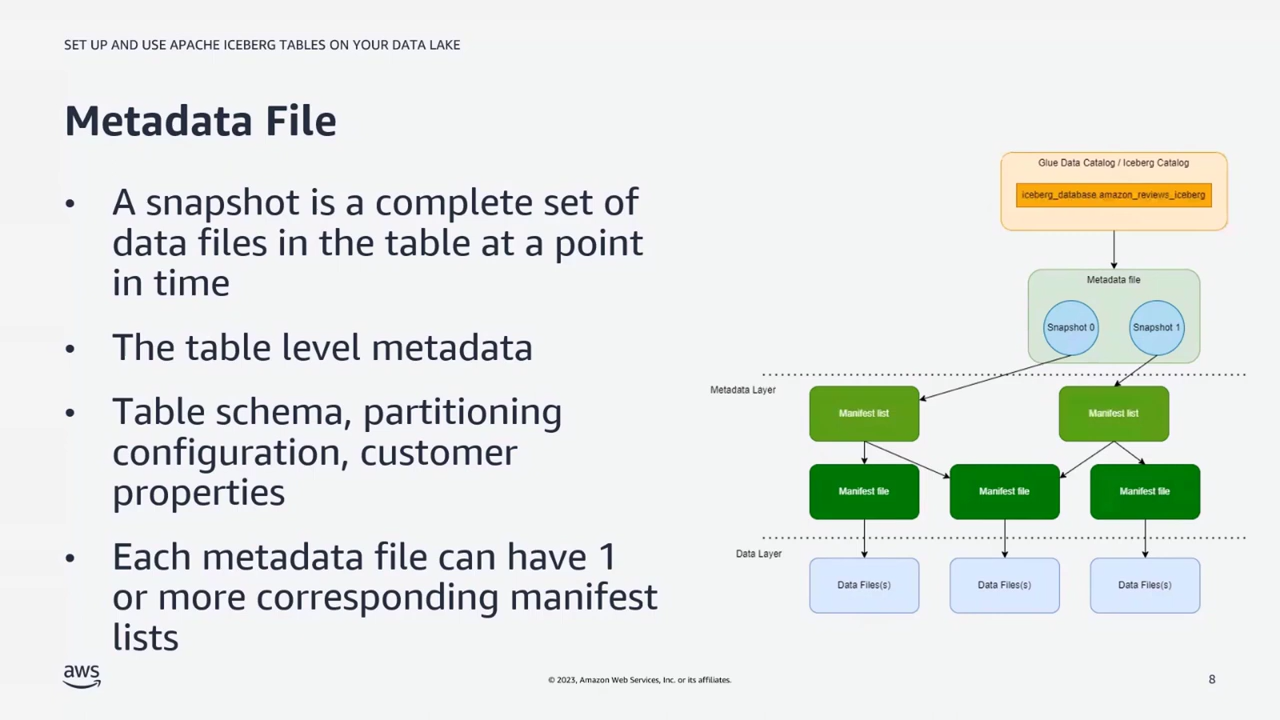 SET UP AND USE APACHE ICEBERG TABLES ON YOUR DATA LAKE
Metadata File
• A snapshot is a complete set of
data files in the table at a point
in time
• The table level metadata
• Table schema, partitioning
configuration, customer
properties
• Each metadata file can have 1
or more corresponding manifest
lists
Glue Data Catalog / Iceberg Catalog
iceberg_database.amazon_reviews_iceberg
Metadata file
Snapshot 0
Snapshot 1
Metadata Layer
Manifest list
Manifest list
Manifest file
Manifest file
Manifest file
Data Layer
Data Files(s)
Data Files(s)
Data Files(s)
aws
© 2023, Amazon Web Services, Inc. or its affiliates.
8